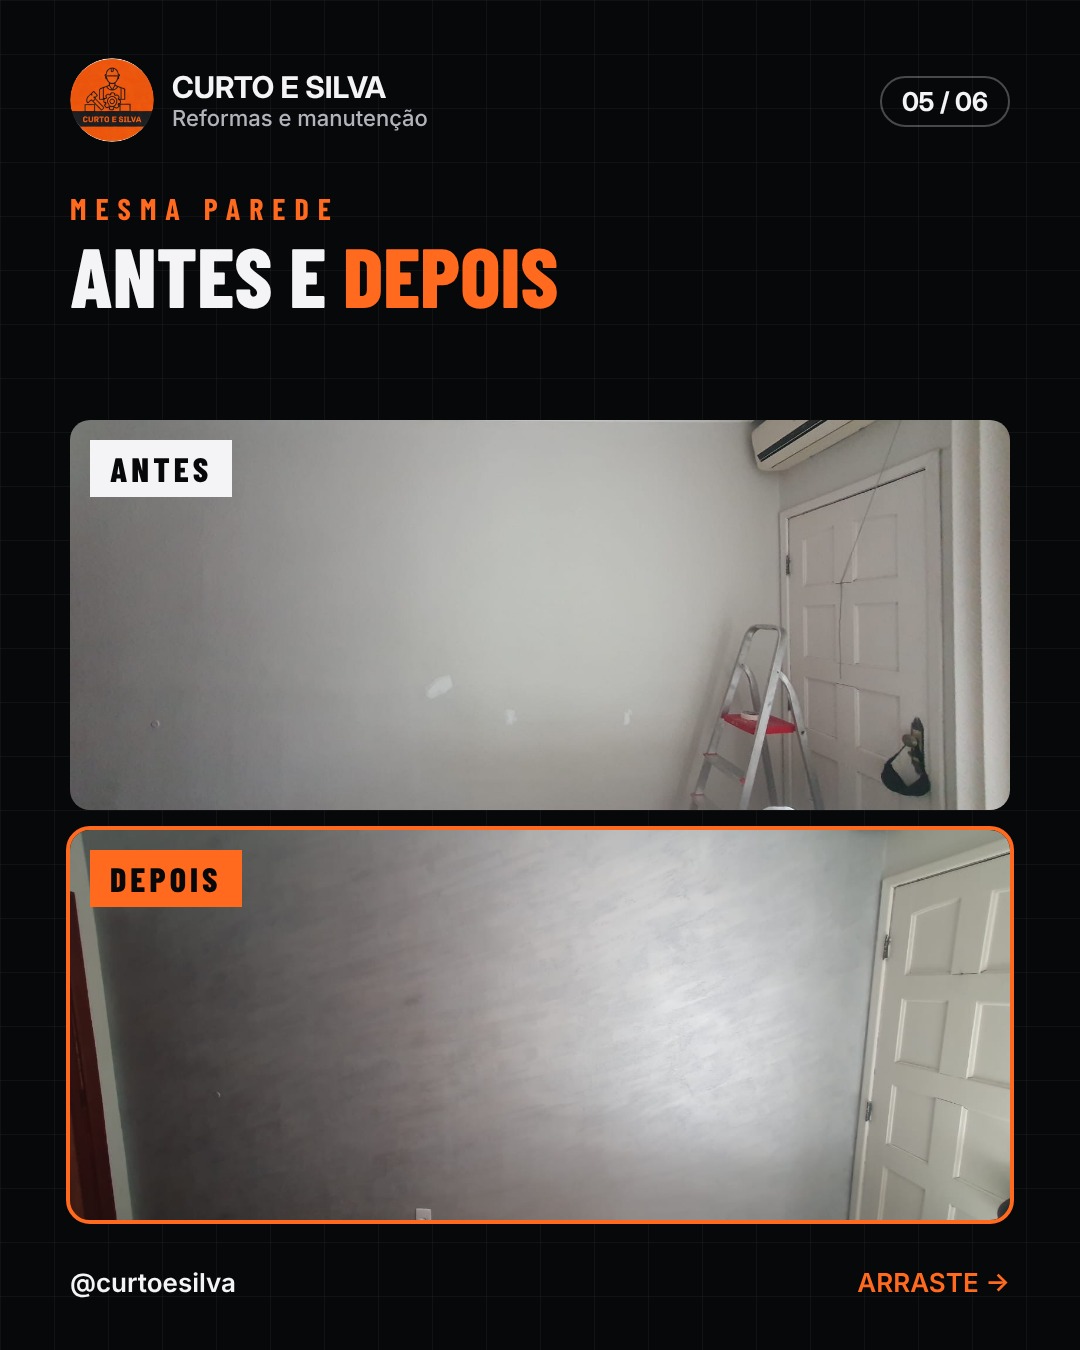 CURTO E SILVA
CURTO E SILVA
Reformas e manutenção
05 / 06
MESMA PAREDE
ANTES E DEPOIS
ANTES
DEPOIS
@curtoesilva
ARRASTE →